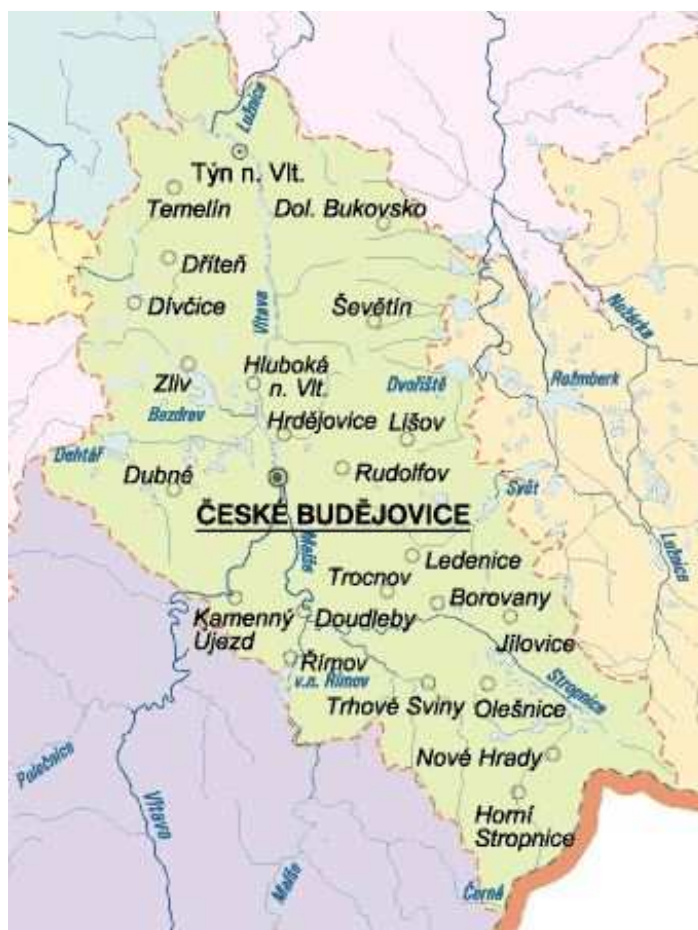 Lužnice
Týn n. Vlt.
Temelín
Dol. Bukovsko
Dříteň
Dívčice
Vltava
Ševětín
Nežárka
Zliv
Hluboká
n. Vlt.
Dvořiště
Rožmberk
Bezdrev
Hrdějovice
Lišov
Dehtář
Dubné
Rudolfov
Svět
ČESKÉ BUDĚJOVICE
Malše
Ledenice
Lužnice
Trocnov
Borovany
Kamenný
Újezd
Doudleby
Jílovice
Římov
v.n. Římov
Stropnice
Trhové Sviny
Olešnice
Polečnice
Nové Hrady
Vltava
Horní
Stropnice
Malše
Černá